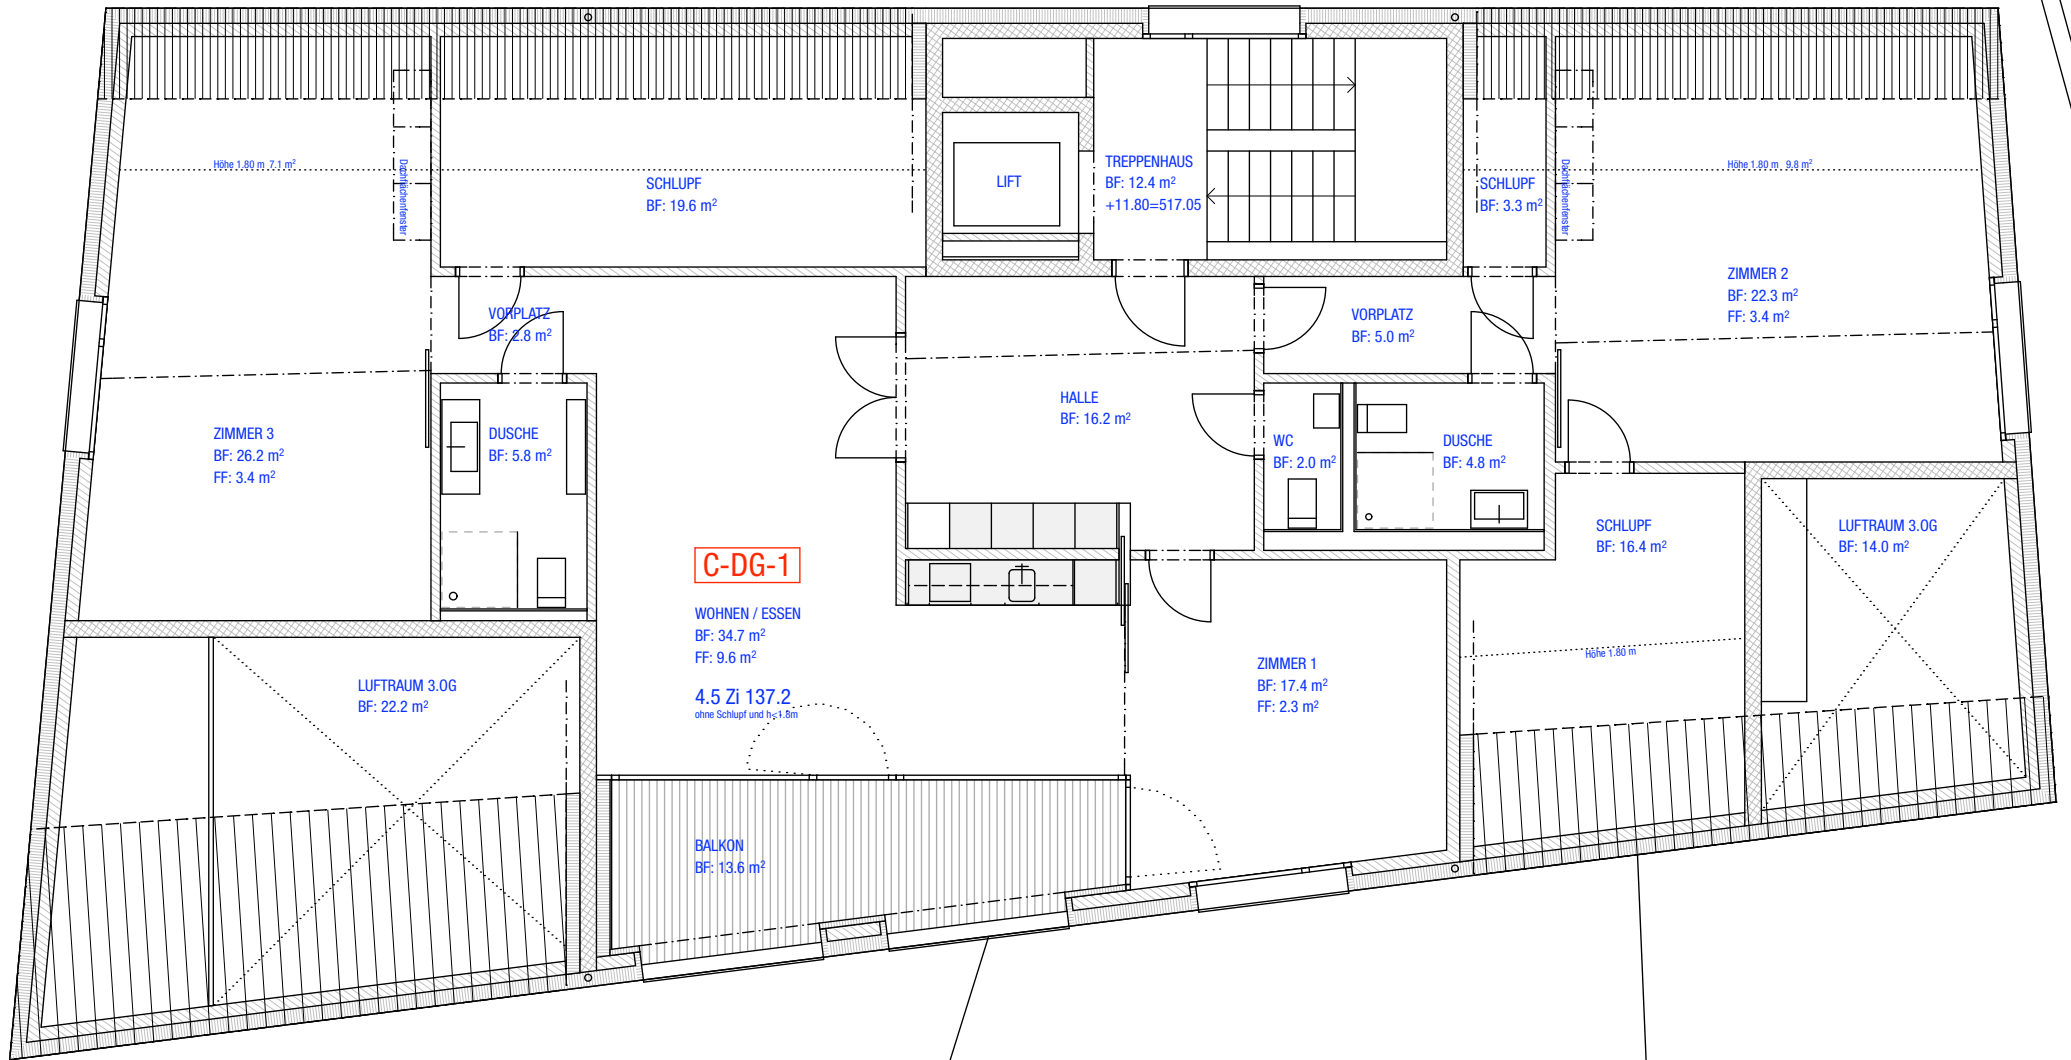 Höhe 1.80 m 7.1 m²
Dachflächenfenster
SCHLUPF
BF: 19.6 m²
LIFT
TREPPENHAUS
BF: 12.4 m²
+11.80=517.05
SCHLUPF
BF: 3.3 m²
Dachflächenfenster
Höhe 1.80 m 9.8 m²
ZIMMER 2
BF: 22.3 m²
FF: 3.4 m²
VORPLATZ
BF: 2.8 m²
VORPLATZ
BF: 5.0 m²
HALLE
BF: 16.2 m²
ZIMMER 3
BF: 26.2 m²
FF: 3.4 m²
DUSCHE
BF: 5.8 m²
WC
BF: 2.0 m²
DUSCHE
BF: 4.8 m²
SCHLUPF
BF: 16.4 m²
LUFTRAUM 3.OG
BF: 14.0 m²
C-DG-1
WOHNEN / ESSEN
BF: 34.7 m²
FF: 9.6 m²
4.5 Zi 137.2
ohne Schlupf und h<1.8m
Höhe 1.80 m
ZIMMER 1
BF: 17.4 m²
FF: 2.3 m²
LUFTRAUM 3.OG
BF: 22.2 m²
BALKON
BF: 13.6 m²